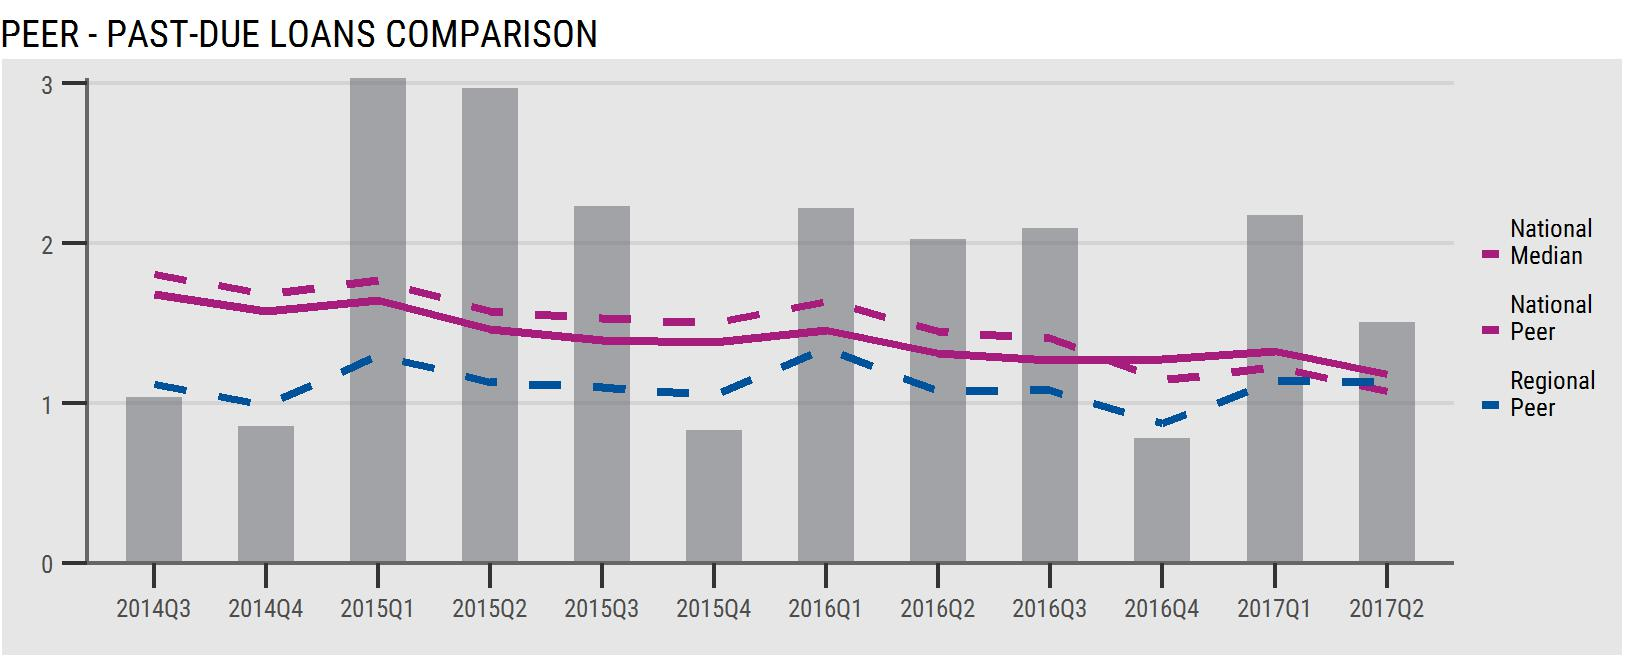 PEER - PAST-DUE LOANS COMPARISON
3
2
1
0
2014Q3 2014Q4 2015Q1 2015Q2 2015Q3 2015Q4 2016Q1 2016Q2 2016Q3 2016Q4 2017Q1 2017Q2
National
Median
National
Peer
Regional
Peer